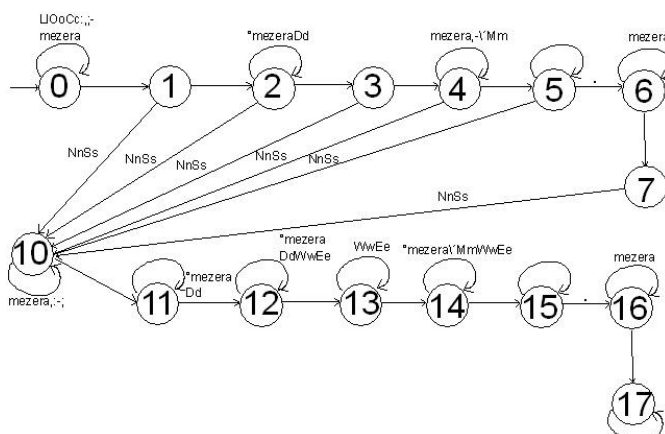 LlOoCc:,;-
mezera
°mezeraDd
mezera,-\´Mm
mezera
0
1
2
3
4
5
.
6
NnSs
NnSs
NnSs
NnSs
NnSs
NnSs
7
10
mezera,:-;
°mezera
Dd
°mezera
DdWwEe
WwEe
°mezera\´MmWwEe
mezera
11
12
13
14
15
.
16
17